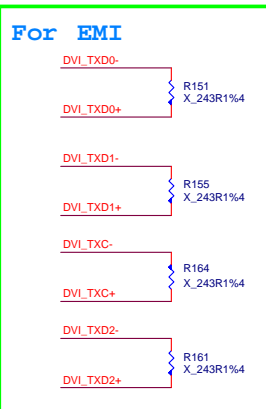 For EMI
DVI_TXD0-
R151
X_243R1%4
DVI_TXD0+
DVI_TXD1-
R155
X_243R1%4
DVI_TXD1+
DVI_TXC-
R164
X_243R1%4
DVI_TXC+
DVI_TXD2-
R161
X_243R1%4
DVI_TXD2+